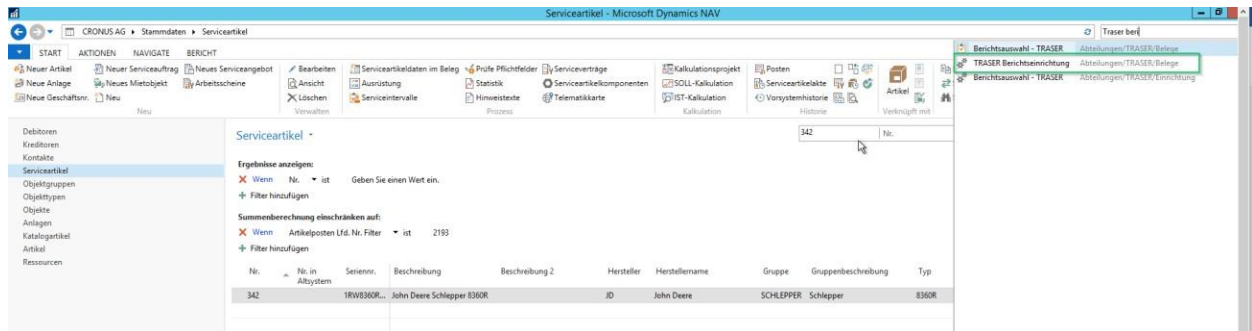 Serviceartikel - Microsoft Dynamics NAV
CRONUS AG ▸ Stammdaten ▸ Serviceartikel
Traser beri
START AKTIONEN NAVIGATE BERICHT
Neuer Artikel
Neue Anlage
Neue Geschäftsnr.
Neuer Serviceauftrag
Neues Mietobjekt
Neu
Neues Serviceangebot
Arbeitsscheine
Neu
Bearbeiten
Ansicht
Löschen
Verwalten
Serviceartikeldaten im Beleg
Ausrüstung
Serviceintervalle
Prüfe Pflichtfelder
Statistik
Hinweistexte
Serviceverträge
Serviceartikelkomponenten
Telematikkarte
Prozess
Kalkulationsprojekt
SOLL-Kalkulation
IST-Kalkulation
Kalkulation
Posten
Serviceartikelakte
Vorsystemhistorie
Historie
Artikel
Verknüpft mit
Berichtsauswahl - TRASER Abteilungen/TRASER/Belege
TRASER Berichtseinrichtung Abteilungen/TRASER/Belege
Berichtsauswahl - TRASER Abteilungen/TRASER/Einrichtung
Debitoren
Kreditoren
Kontakte
Serviceartikel
Objektgruppen
Objekttypen
Objekte
Anlagen
Katalogartikel
Artikel
Ressourcen
Serviceartikel
342 Nr.
Ergebnisse anzeigen:
Wenn Nr. ist Geben Sie einen Wert ein.
Filter hinzufügen
Summenberechnung einschränken auf:
Wenn Artikelposten Lfd. Nr. Filter ist 2193
Filter hinzufügen
Nr. Nr. in Altsystem Seriennr. Beschreibung Beschreibung 2 Hersteller Herstellername Gruppe Gruppenbeschreibung Typ
342 1RW8360R... John Deere Schlepper 8360R JD John Deere SCHLEPPER Schlepper 8360R